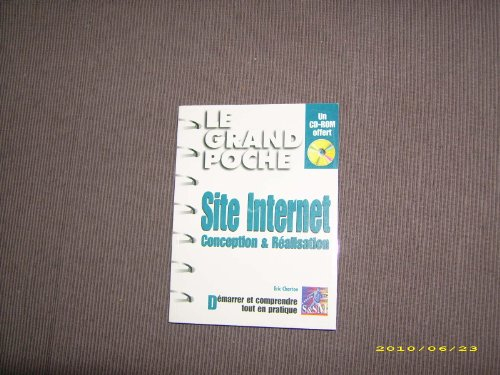 LE
GRAND
POCHE
Un
CD-ROM
offert
Site Internet
Conception & Réalisation
Eric Charton
Démarrer et comprendre
tout en pratique
S&SM
2010/06/23